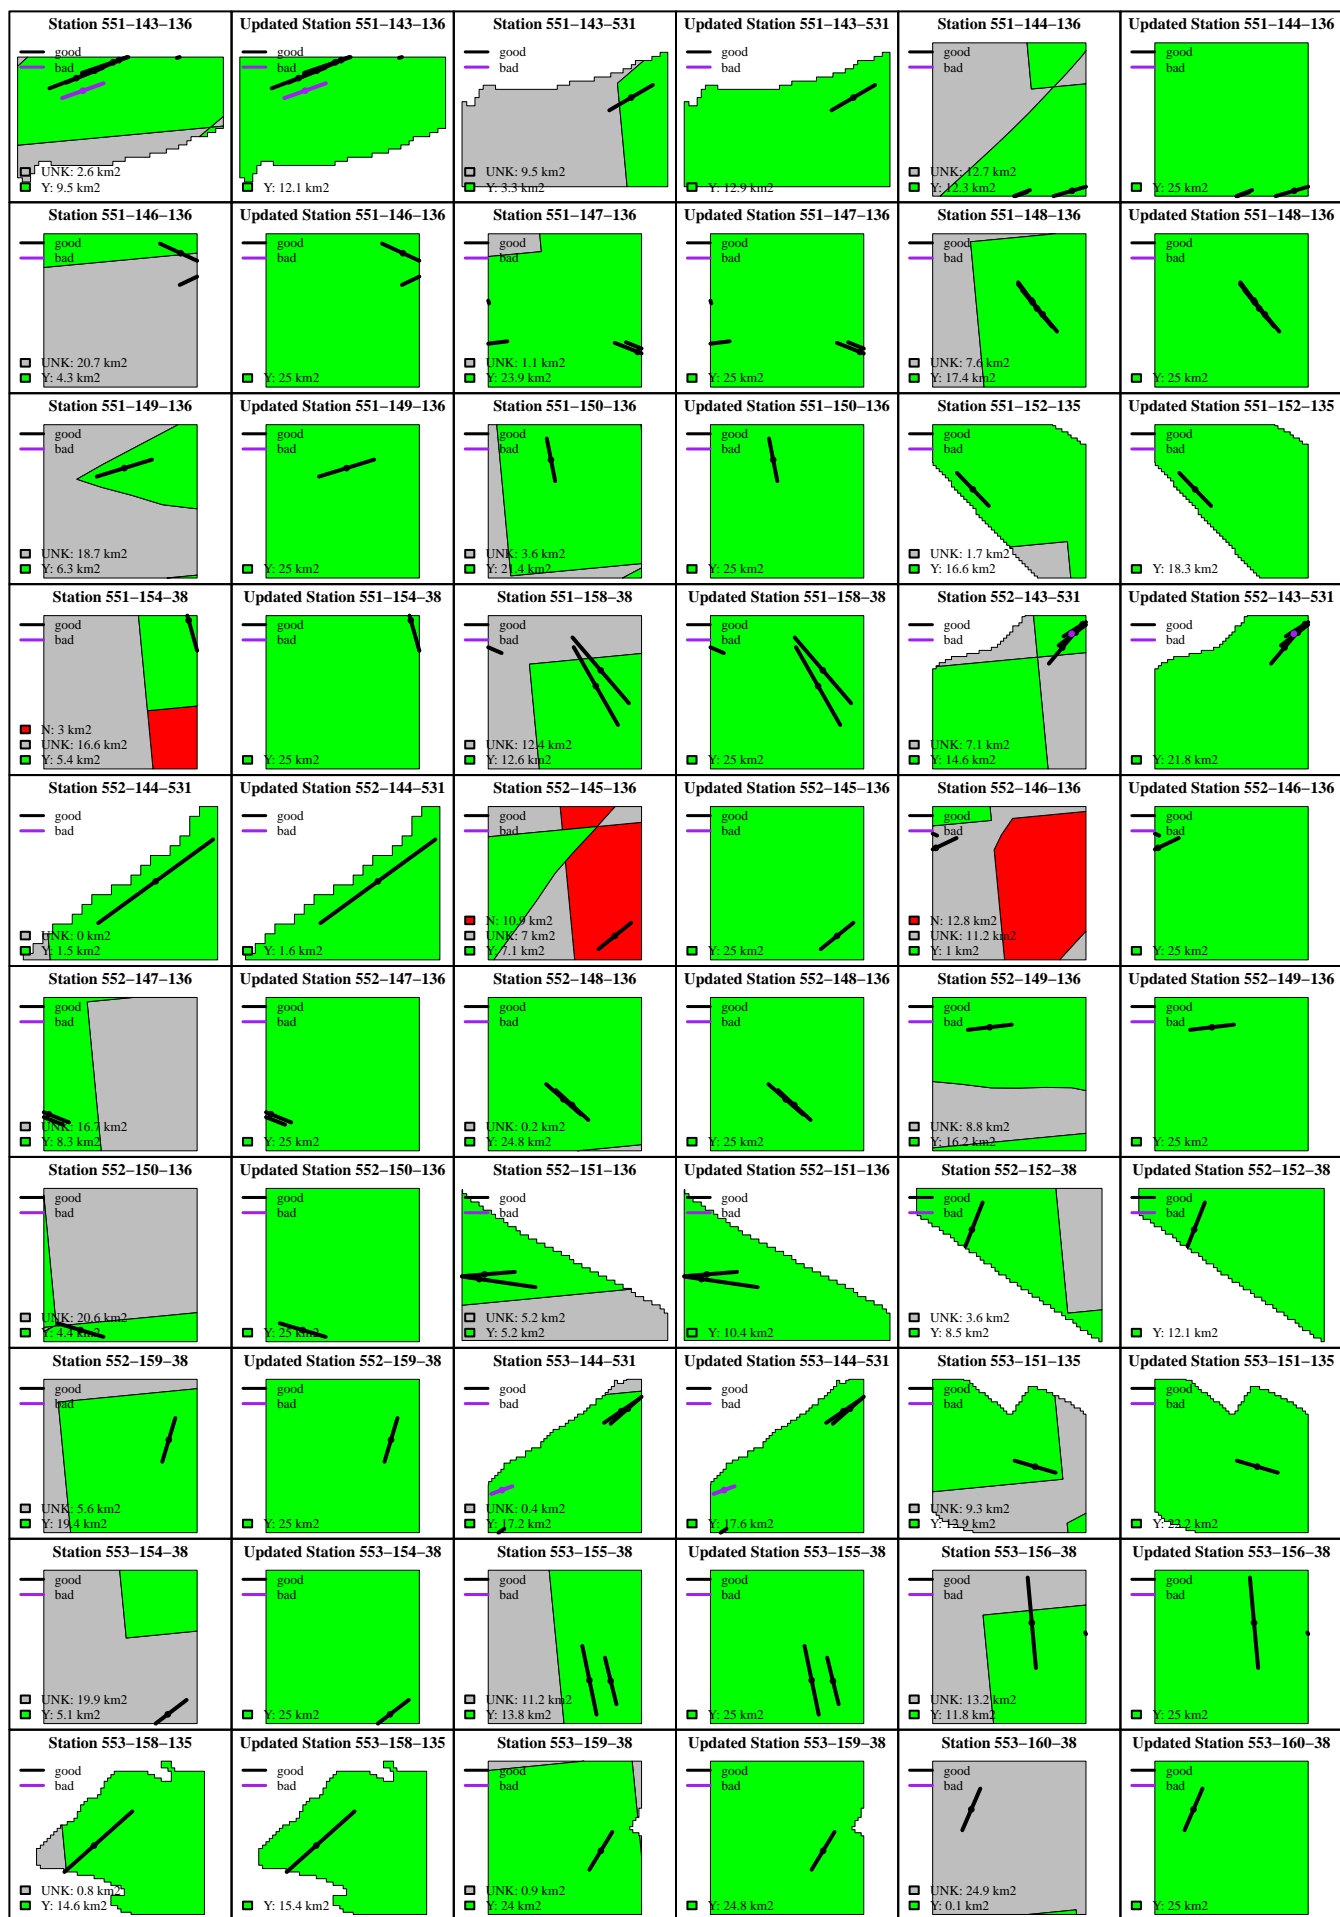 Station 551–143–136
good
bad
UNK: 2.6 km2
Y: 9.5 km2
Updated Station 551–143–136
good
bad
Y: 12.1 km2
Station 551–143–531
good
bad
UNK: 9.5 km2
Y: 3.3 km2
Updated Station 551–143–531
good
bad
Y: 12.9 km2
Station 551–144–136
good
bad
UNK: 12.7 km2
Y: 12.3 km2
Updated Station 551–144–136
good
bad
Y: 25 km2
Station 551–146–136
good
bad
UNK: 20.7 km2
Y: 4.3 km2
Updated Station 551–146–136
good
bad
Y: 25 km2
Station 551–147–136
good
bad
UNK: 1.1 km2
Y: 23.9 km2
Updated Station 551–147–136
good
bad
Y: 25 km2
Station 551–148–136
good
bad
UNK: 7.6 km2
Y: 17.4 km2
Updated Station 551–148–136
good
bad
Y: 25 km2
Station 551–149–136
good
bad
UNK: 18.7 km2
Y: 6.3 km2
Updated Station 551–149–136
good
bad
Y: 25 km2
Station 551–150–136
good
bad
UNK: 3.6 km2
Y: 21.4 km2
Updated Station 551–150–136
good
bad
Y: 25 km2
Station 551–152–135
good
bad
UNK: 1.7 km2
Y: 16.6 km2
Updated Station 551–152–135
good
bad
Y: 18.3 km2
Station 551–154–38
good
bad
N: 3 km2
UNK: 16.6 km2
Y: 5.4 km2
Updated Station 551–154–38
good
bad
Y: 25 km2
Station 551–158–38
good
bad
UNK: 12.4 km2
Y: 12.6 km2
Updated Station 551–158–38
good
bad
Y: 25 km2
Station 552–143–531
good
bad
UNK: 7.1 km2
Y: 14.6 km2
Updated Station 552–143–531
good
bad
Y: 21.8 km2
Station 552–144–531
good
bad
UNK: 0 km2
Y: 1.5 km2
Updated Station 552–144–531
good
bad
Y: 1.6 km2
Station 552–145–136
good
bad
N: 10.9 km2
UNK: 7 km2
Y: 7.1 km2
Updated Station 552–145–136
good
bad
Y: 25 km2
Station 552–146–136
good
bad
N: 12.8 km2
UNK: 11.2 km2
Y: 1 km2
Updated Station 552–146–136
good
bad
Y: 25 km2
Station 552–147–136
good
bad
UNK: 16.7 km2
Y: 8.3 km2
Updated Station 552–147–136
good
bad
Y: 25 km2
Station 552–148–136
good
bad
UNK: 0.2 km2
Y: 24.8 km2
Updated Station 552–148–136
good
bad
Y: 25 km2
Station 552–149–136
good
bad
UNK: 8.8 km2
Y: 16.2 km2
Updated Station 552–149–136
good
bad
Y: 25 km2
Station 552–150–136
good
bad
UNK: 20.6 km2
Y: 4.4 km2
Updated Station 552–150–136
good
bad
Y: 25 km2
Station 552–151–136
good
bad
UNK: 5.2 km2
Y: 5.2 km2
Updated Station 552–151–136
good
bad
Y: 10.4 km2
Station 552–152–38
good
bad
UNK: 3.6 km2
Y: 8.5 km2
Updated Station 552–152–38
good
bad
Y: 12.1 km2
Station 552–159–38
good
bad
UNK: 5.6 km2
Y: 19.4 km2
Updated Station 552–159–38
good
bad
Y: 25 km2
Station 553–144–531
good
bad
UNK: 0.4 km2
Y: 17.2 km2
Updated Station 553–144–531
good
bad
Y: 17.6 km2
Station 553–151–135
good
bad
UNK: 9.3 km2
Y: 12.9 km2
Updated Station 553–151–135
good
bad
Y: 22.2 km2
Station 553–154–38
good
bad
UNK: 19.9 km2
Y: 5.1 km2
Updated Station 553–154–38
good
bad
Y: 25 km2
Station 553–155–38
good
bad
UNK: 11.2 km2
Y: 13.8 km2
Updated Station 553–155–38
good
bad
Y: 25 km2
Station 553–156–38
good
bad
UNK: 13.2 km2
Y: 11.8 km2
Updated Station 553–156–38
good
bad
Y: 25 km2
Station 553–158–135
good
bad
UNK: 0.8 km2
Y: 14.6 km2
Updated Station 553–158–135
good
bad
Y: 15.4 km2
Station 553–159–38
good
bad
UNK: 0.9 km2
Y: 24 km2
Updated Station 553–159–38
good
bad
Y: 24.8 km2
Station 553–160–38
good
bad
UNK: 24.9 km2
Y: 0.1 km2
Updated Station 553–160–38
good
bad
Y: 25 km2